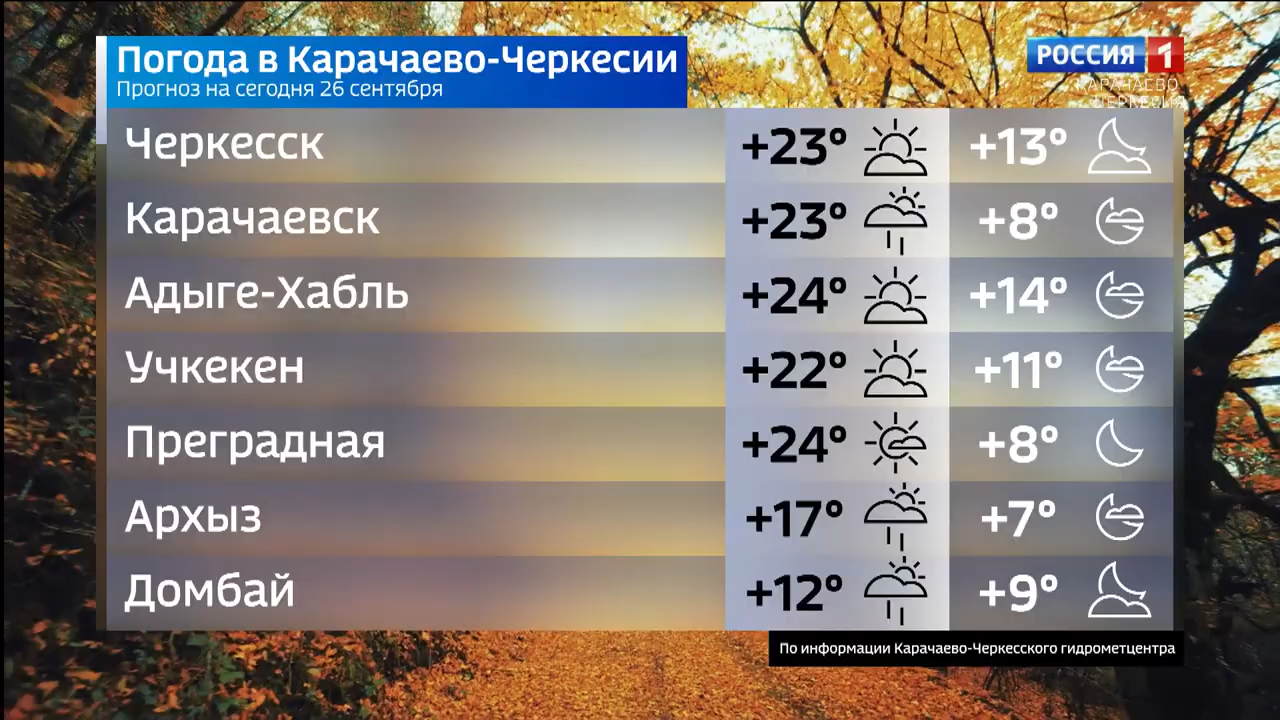 Погода в Карачаево-Черкесии
Прогноз на сегодня 26 сентября
РОССИЯ 1
КАРАЧАЕВО
ЧЕРКЕСИЯ
Черкесск +23° +13°
Карачаевск +23° +8°
Адыге-Хабль +24° +14°
Учкекен +22° +11°
Преградная +24° +8°
Архыз +17° +7°
Домбай +12° +9°
По информации Карачаево-Черкесского гидрометцентра